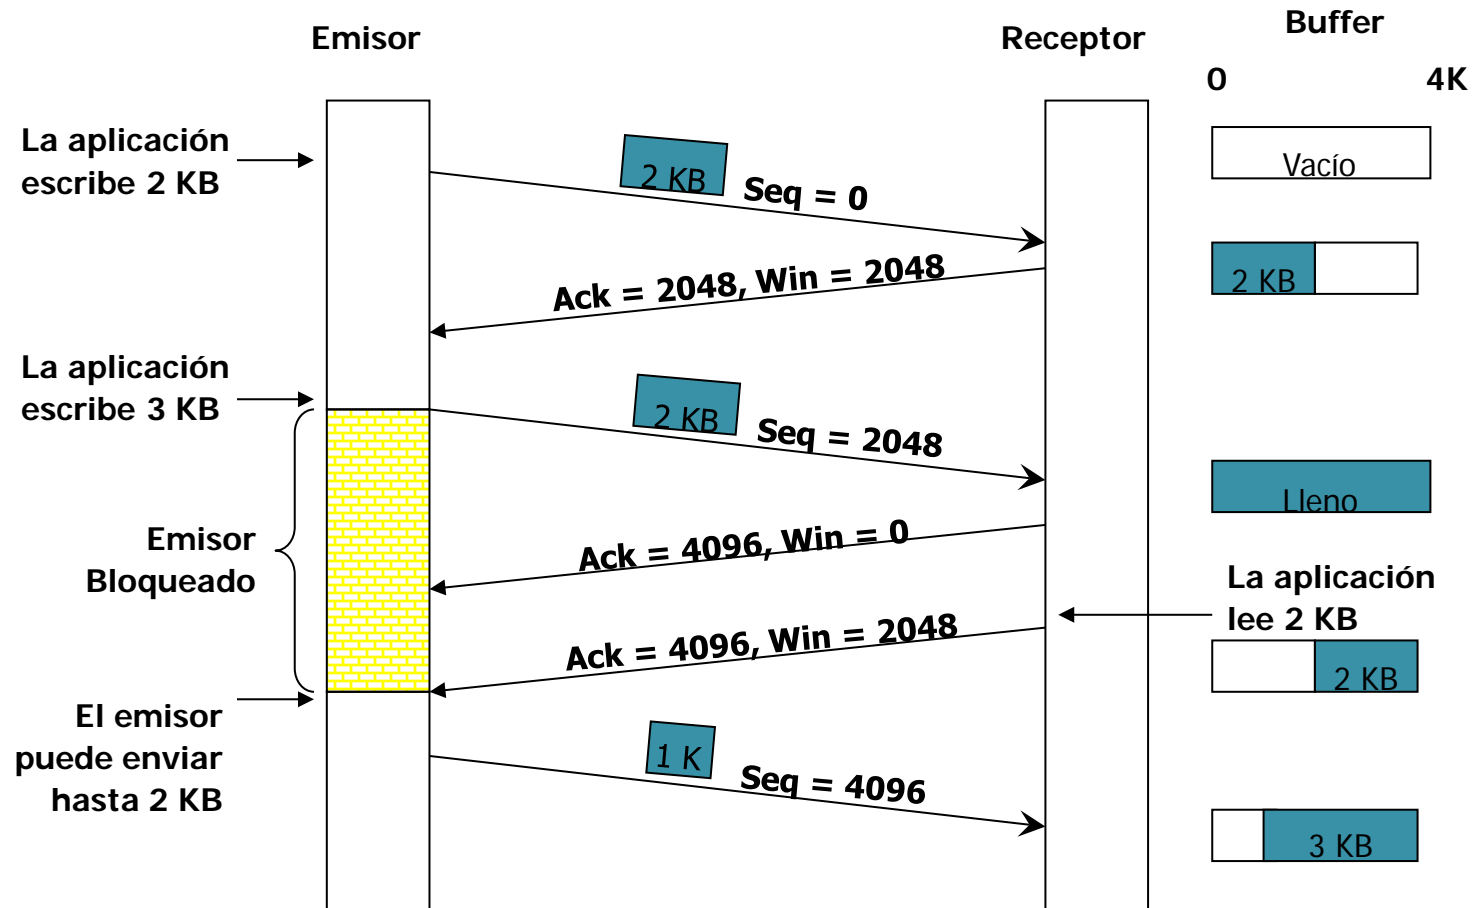 Emisor
Receptor
Buffer
0
4K
La aplicación
escribe 2 KB
2 KB
Seq = 0
Vacío
Ack = 2048, Win = 2048
2 KB
La aplicación
escribe 3 KB
2 KB
Seq = 2048
Lleno
Emisor
Bloqueado
Ack = 4096, Win = 0
La aplicación
lee 2 KB
Ack = 4096, Win = 2048
2 KB
El emisor
puede enviar
hasta 2 KB
1 K
Seq = 4096
3 KB